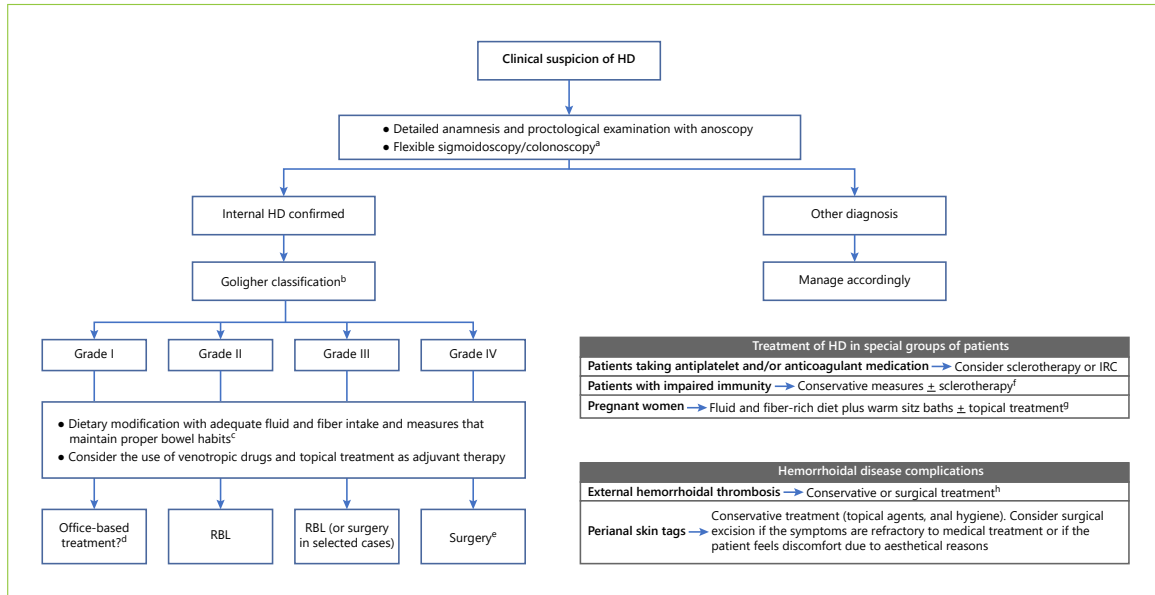 Clinical suspicion of HD
● Detailed anamnesis and proctological examination with anoscopy
● Flexible sigmoidoscopy/colonoscopyᵃ
Internal HD confirmed
Other diagnosis
Goligher classificationᵇ
Manage accordingly
Grade I
Grade II
Grade III
Grade IV
● Dietary modification with adequate fluid and fiber intake and measures that
maintain proper bowel habitsᶜ
● Consider the use of venotropic drugs and topical treatment as adjuvant therapy
Office-based
treatment?ᵈ
RBL
RBL (or surgery
in selected cases)
Surgeryᵉ
Treatment of HD in special groups of patients
Patients taking antiplatelet and/or anticoagulant medication → Consider sclerotherapy or IRC
Patients with impaired immunity → Conservative measures ± sclerotherapyᶠ
Pregnant women → Fluid and fiber-rich diet plus warm sitz baths ± topical treatmentᵍ
Hemorrhoidal disease complications
External hemorrhoidal thrombosis → Conservative or surgical treatmentʰ
Perianal skin tags →
Conservative treatment (topical agents, anal hygiene). Consider surgical
excision if the symptoms are refractory to medical treatment or if the
patient feels discomfort due to aesthetical reasons